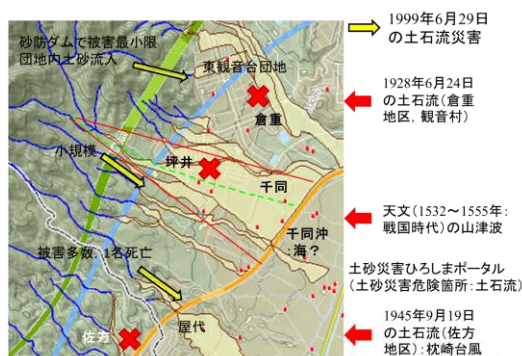 砂防ダムで被害最小限
団地内土砂流入
東観音台団地
倉重
小規模
坪井
千同
千同沖
:海?
被害多数，1名死亡
佐方
屋代
1999年6月29日
の土石流災害
1928年6月24日
の土石流(倉重
地区，観音村)
天文(1532～1555年:
戦国時代)の山津波
土砂災害ひろしまポータル
(土砂災害危険箇所:土石流)
1945年9月19日
の土石流(佐方
地区):枕崎台風